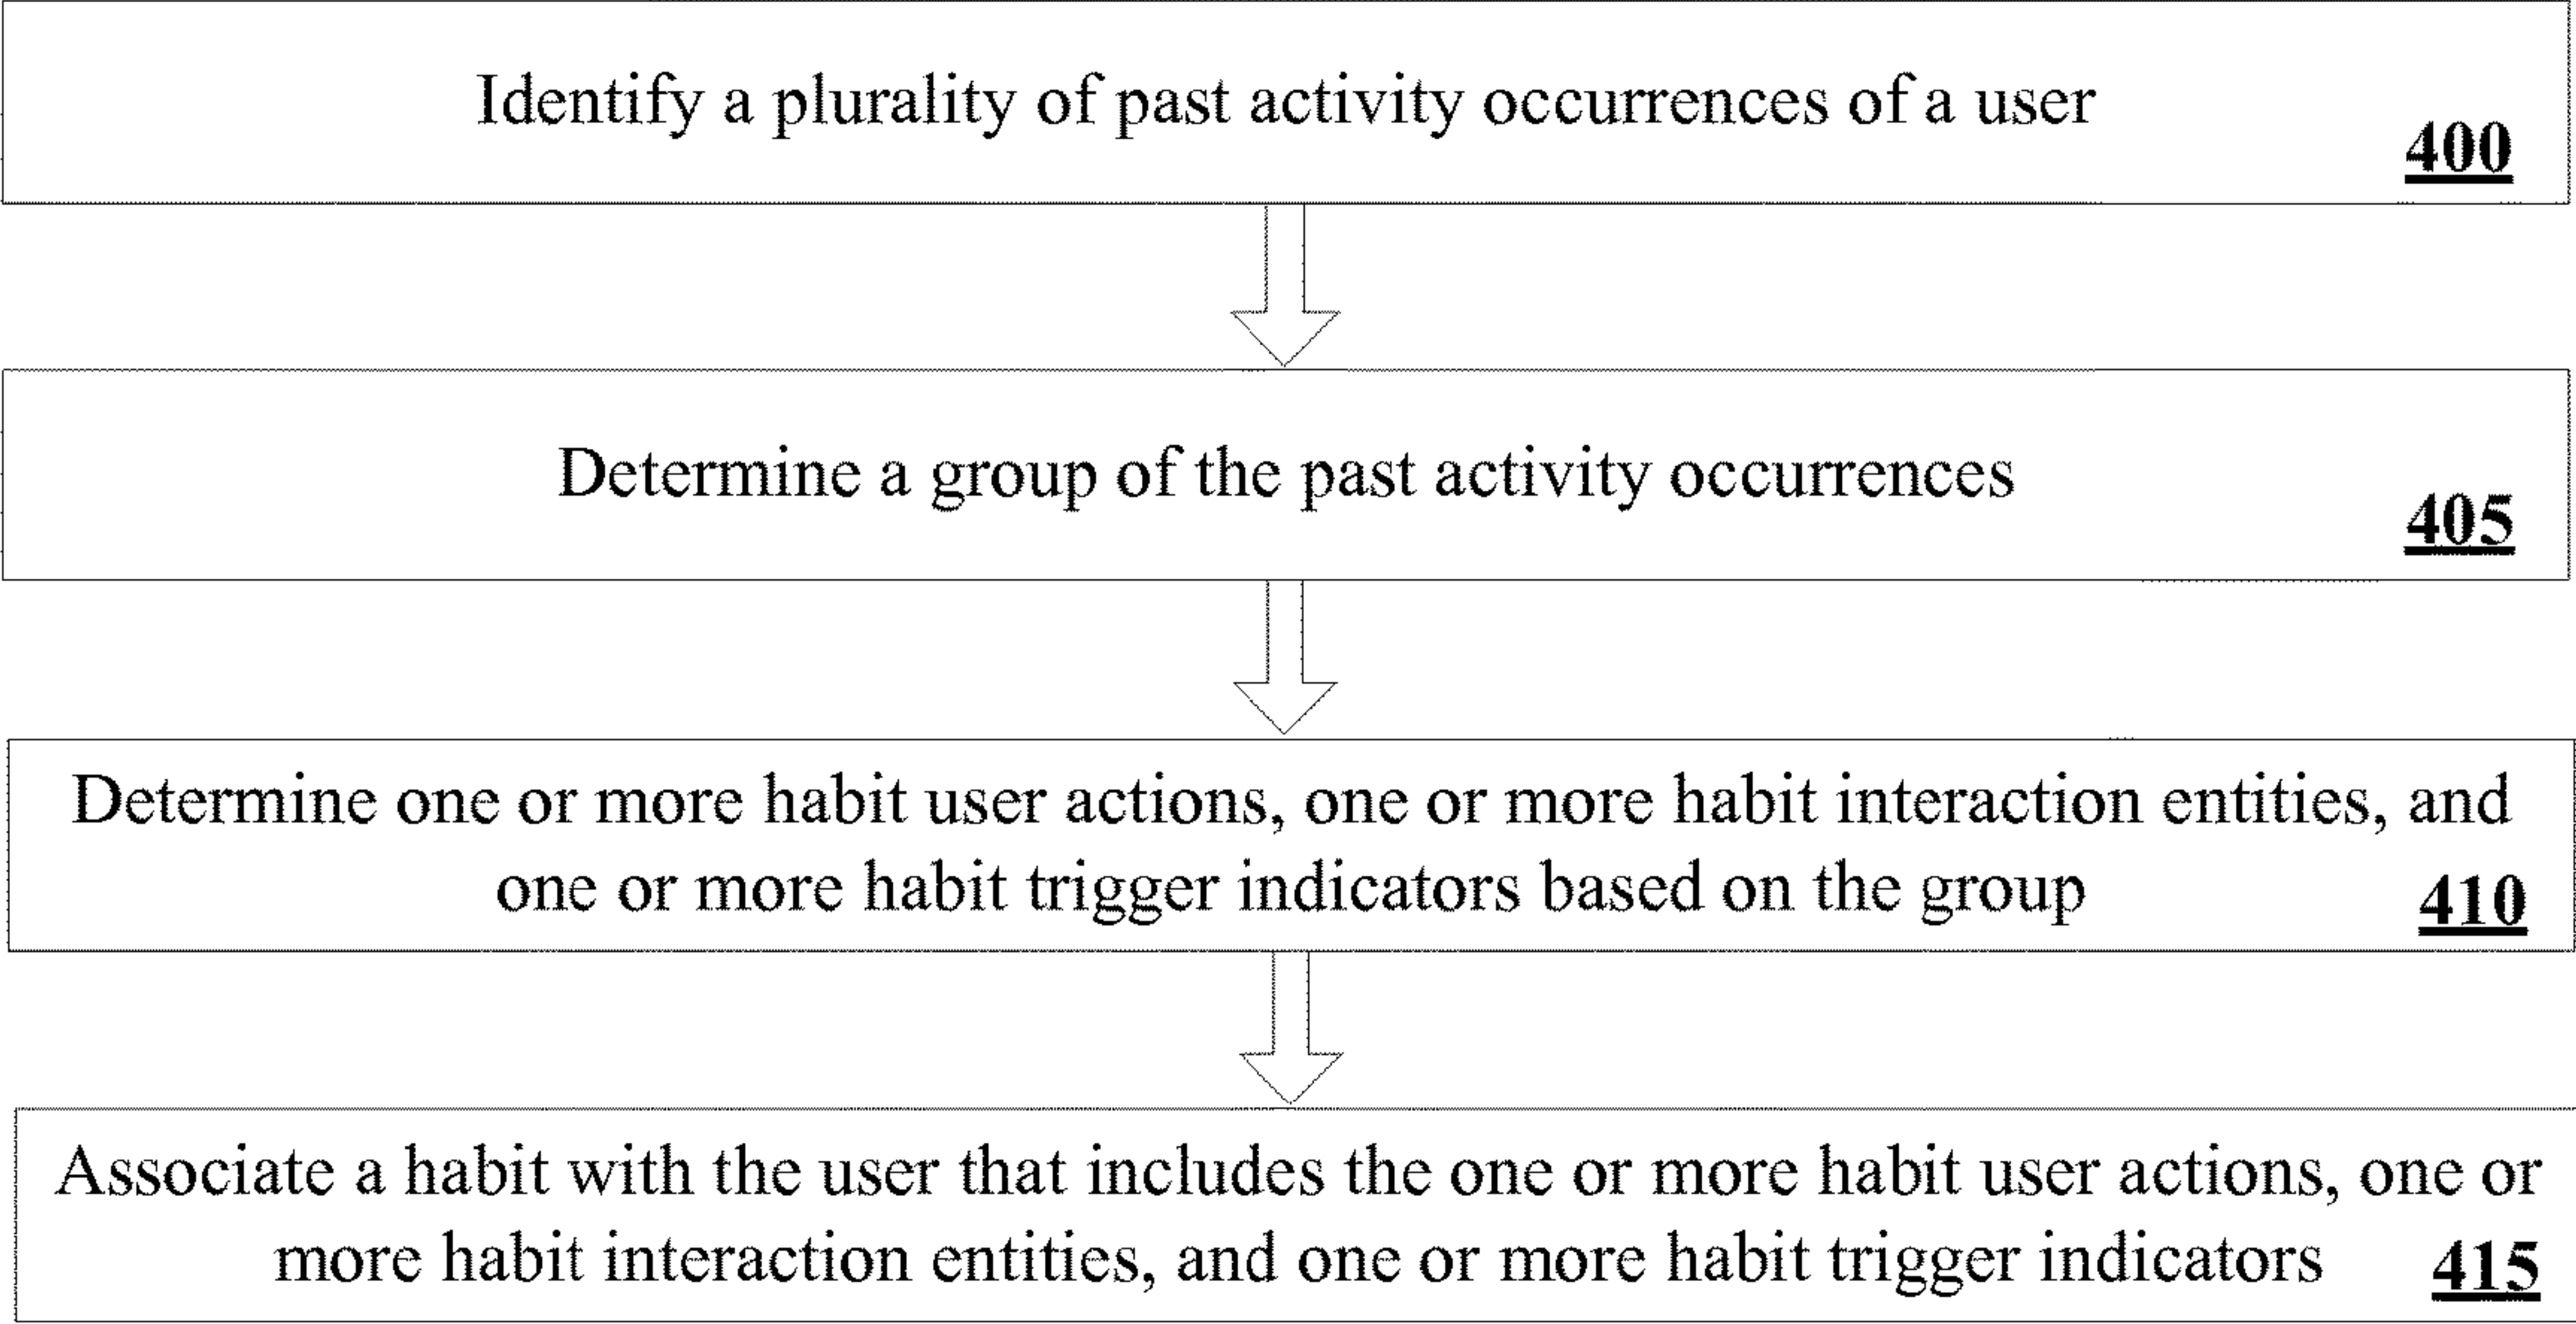 Identify a plurality of past activity occurrences of a user
400
Determine a group of the past activity occurrences
405
Determine one or more habit user actions, one or more habit interaction entities, and
one or more habit trigger indicators based on the group
410
Associate a habit with the user that includes the one or more habit user actions, one or
more habit interaction entities, and one or more habit trigger indicators
415